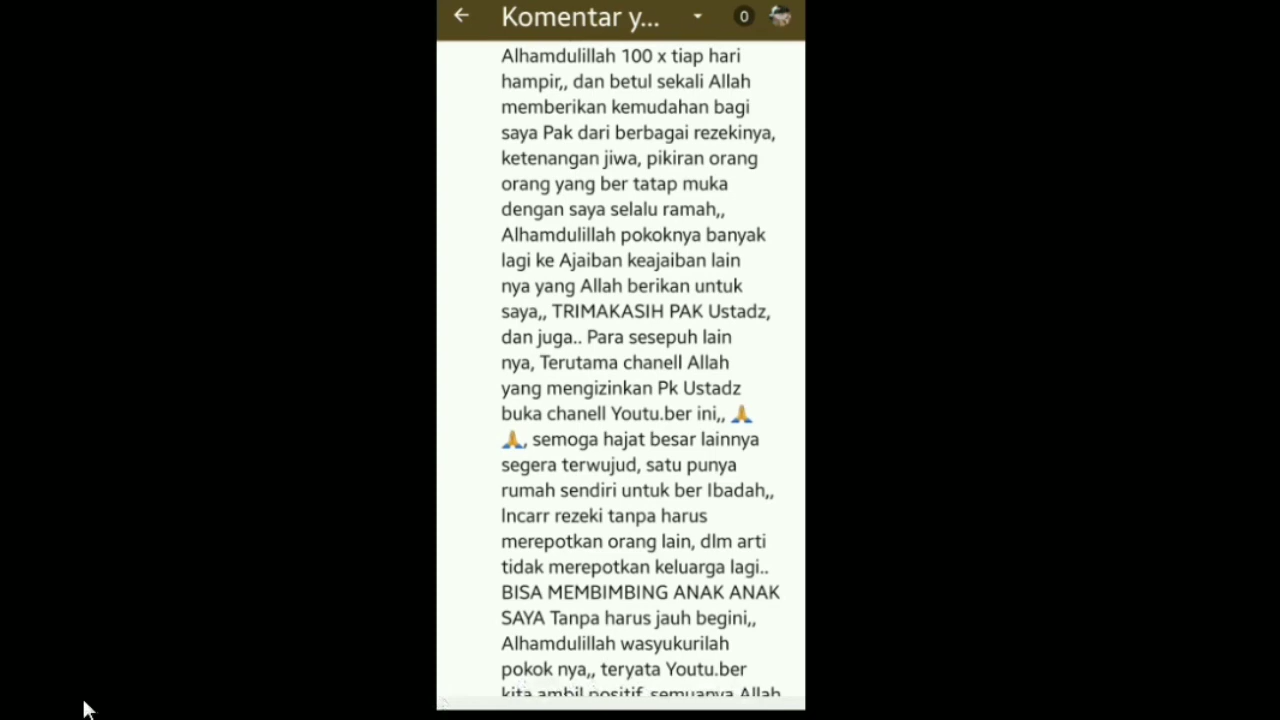 Komentar y...
0
Alhamdulillah 100 x tiap hari
hampir,, dan betul sekali Allah
memberikan kemudahan bagi
saya Pak dari berbagai rezekinya,
ketenangan jiwa, pikiran orang
orang yang ber tatap muka
dengan saya selalu ramah,,
Alhamdulillah pokoknya banyak
lagi ke Ajaiban keajaiban lain
nya yang Allah berikan untuk
saya,, TRIMAKASIH PAK Ustadz,
dan juga.. Para sesepuh lain
nya, Terutama chanell Allah
yang mengizinkan Pk Ustadz
buka chanell Youtu.ber ini,, 🙏
🙏, semoga hajat besar lainnya
segera terwujud, satu punya
rumah sendiri untuk ber Ibadah,,
Incarr rezeki tanpa harus
merepotkan orang lain, dlm arti
tidak merepotkan keluarga lagi..
BISA MEMBIMBING ANAK ANAK
SAYA Tanpa harus jauh begini,,
Alhamdulillah wasyukurilah
pokok nya,, teryata Youtu.ber
kita ambil positif semuanya Allah